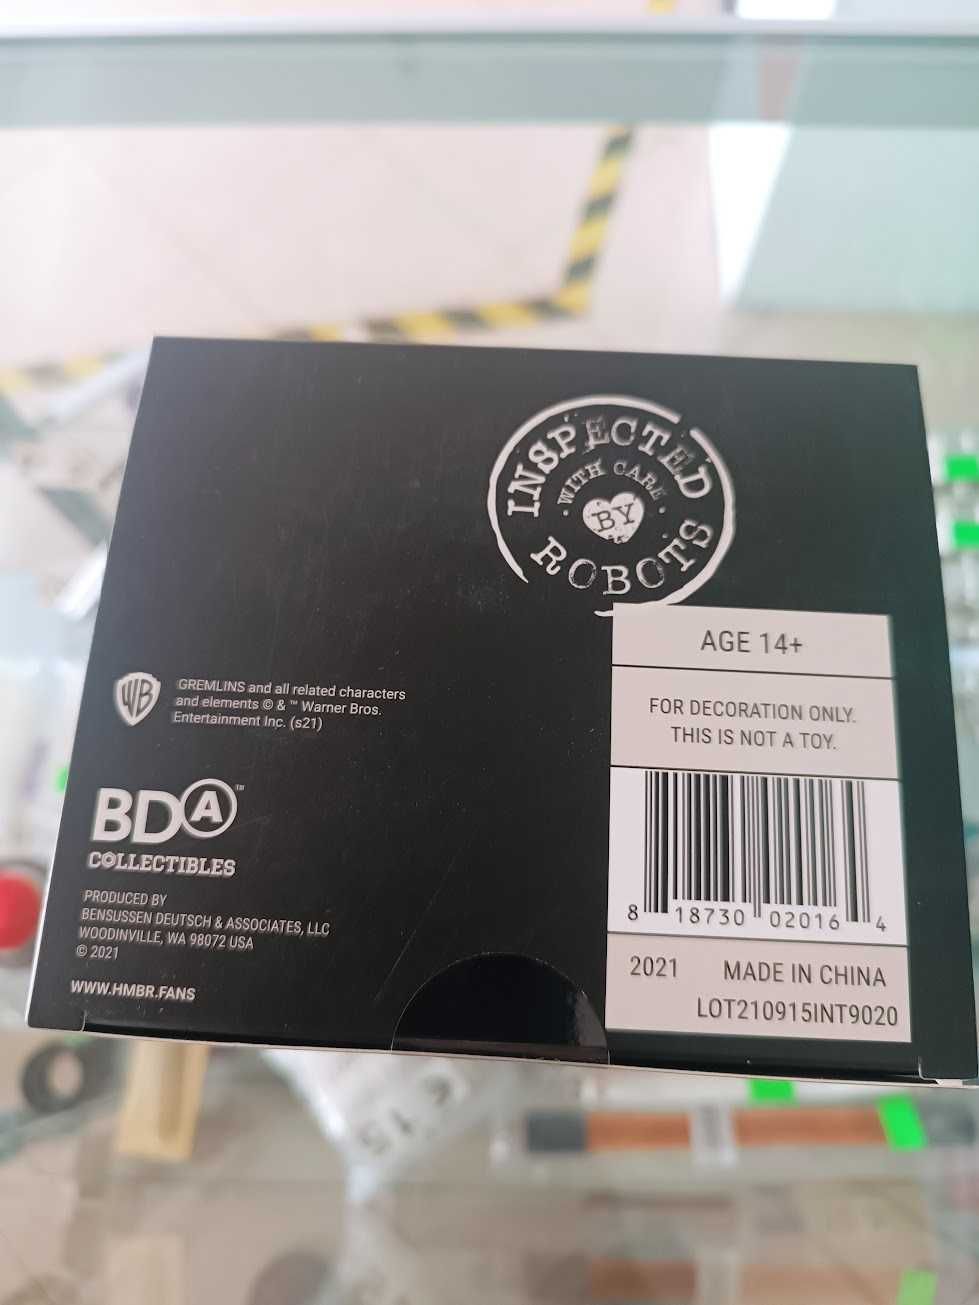 INSPECTED
WITH CARE
BY
ROBOTS
AGE 14+
FOR DECORATION ONLY.
THIS IS NOT A TOY.
8 18730 02016 4
2021 MADE IN CHINA
LOT210915INT9020
WB
GREMLINS and all related characters
and elements © & ™ Warner Bros.
Entertainment Inc. (s21)
BDA™
COLLECTIBLES
PRODUCED BY
BENSUSSEN DEUTSCH & ASSOCIATES, LLC
WOODINVILLE, WA 98072 USA
© 2021
WWW.HMBR.FANS